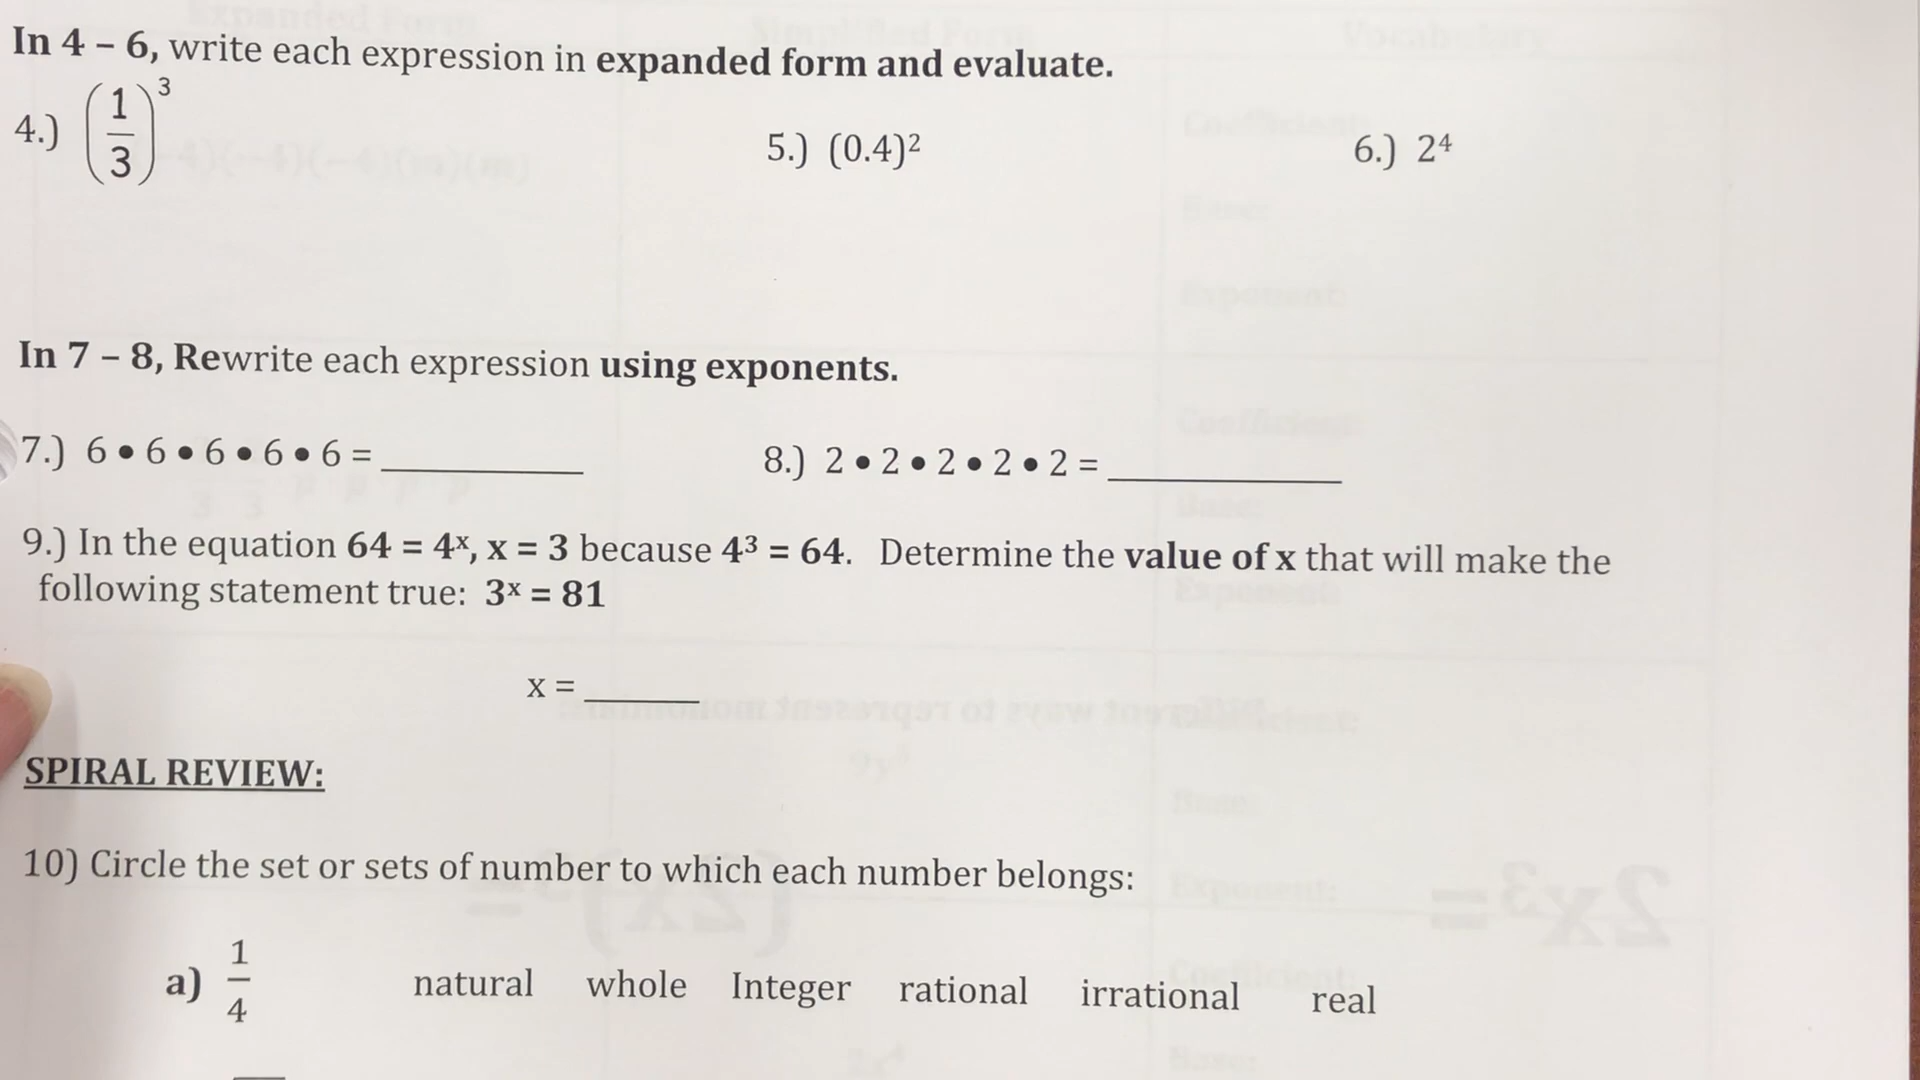 In 4 – 6, write each expression in expanded form and evaluate.
4.) (1/3)³ 5.) (0.4)² 6.) 2⁴
In 7 – 8, Rewrite each expression using exponents.
7.) 6 • 6 • 6 • 6 • 6 = ________ 8.) 2 • 2 • 2 • 2 • 2 = ________
9.) In the equation 64 = 4ˣ, x = 3 because 4³ = 64. Determine the value of x that will make the
following statement true: 3ˣ = 81
x = ______
SPIRAL REVIEW:
10) Circle the set or sets of number to which each number belongs:
a) 1/4 natural whole Integer rational irrational real